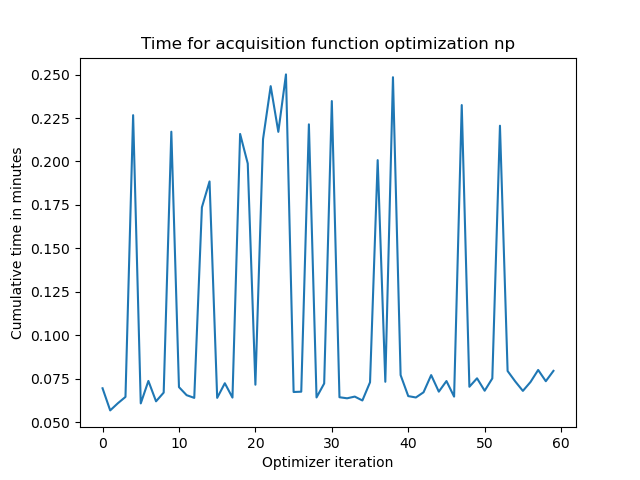 Time for acquisition function optimization np
0.250
0.225
0.200
0.175
0.150
0.125
0.100
0.075
0.050
Cumulative time in minutes
0 10 20 30 40 50 60
Optimizer iteration